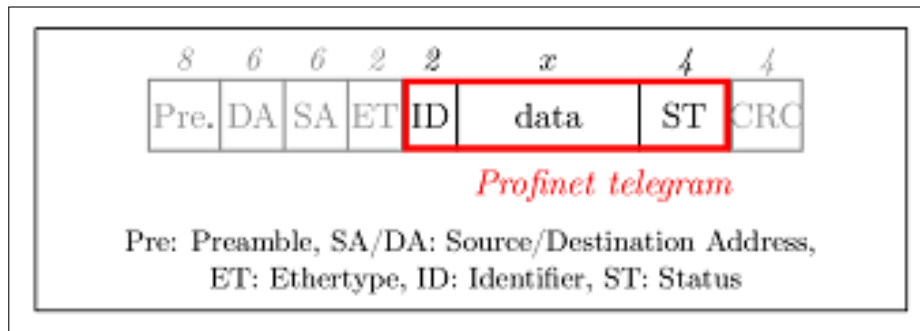 8 6 6 2 2 x 4 4
Pre. DA SA ET ID data ST CRC
Profinet telegram
Pre: Preamble, SA/DA: Source/Destination Address,
ET: Ethertype, ID: Identifier, ST: Status